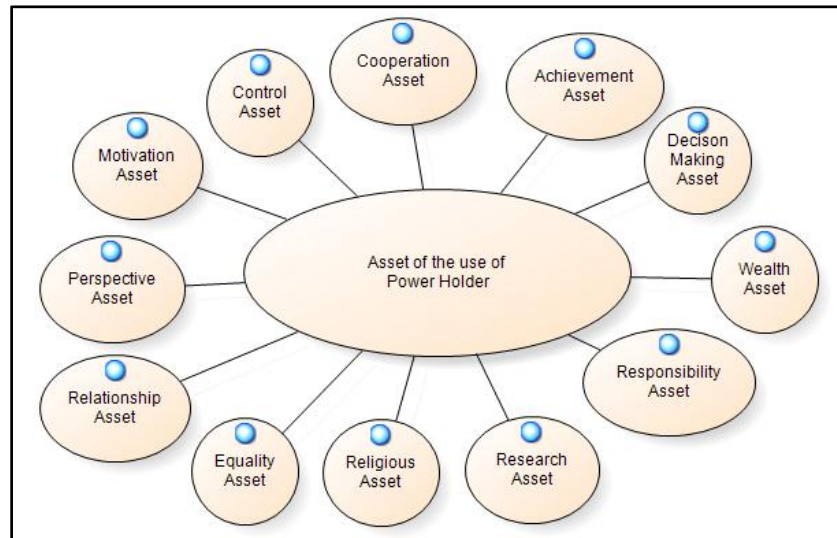 Cooperation
Asset
Achievement
Asset
Control
Asset
Decison
Making
Asset
Motivation
Asset
Asset of the use of
Power Holder
Wealth
Asset
Perspective
Asset
Responsibility
Asset
Relationship
Asset
Equality
Asset
Religious
Asset
Research
Asset